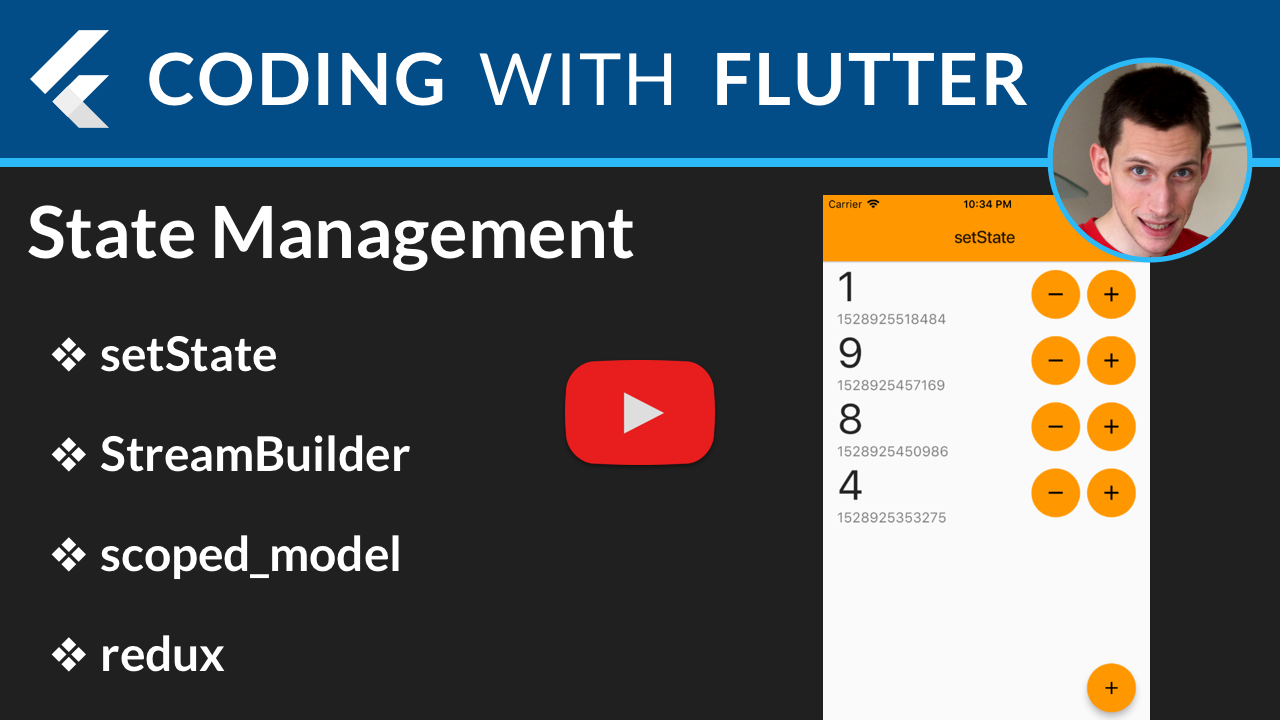 CODING WITH FLUTTER
State Management
❖ setState
❖ StreamBuilder
❖ scoped_model
❖ redux
Carrier 10:34 PM
setState
1 − +
1528925518484
9 − +
1528925457169
8 − +
1528925450986
4 − +
1528925353275
+